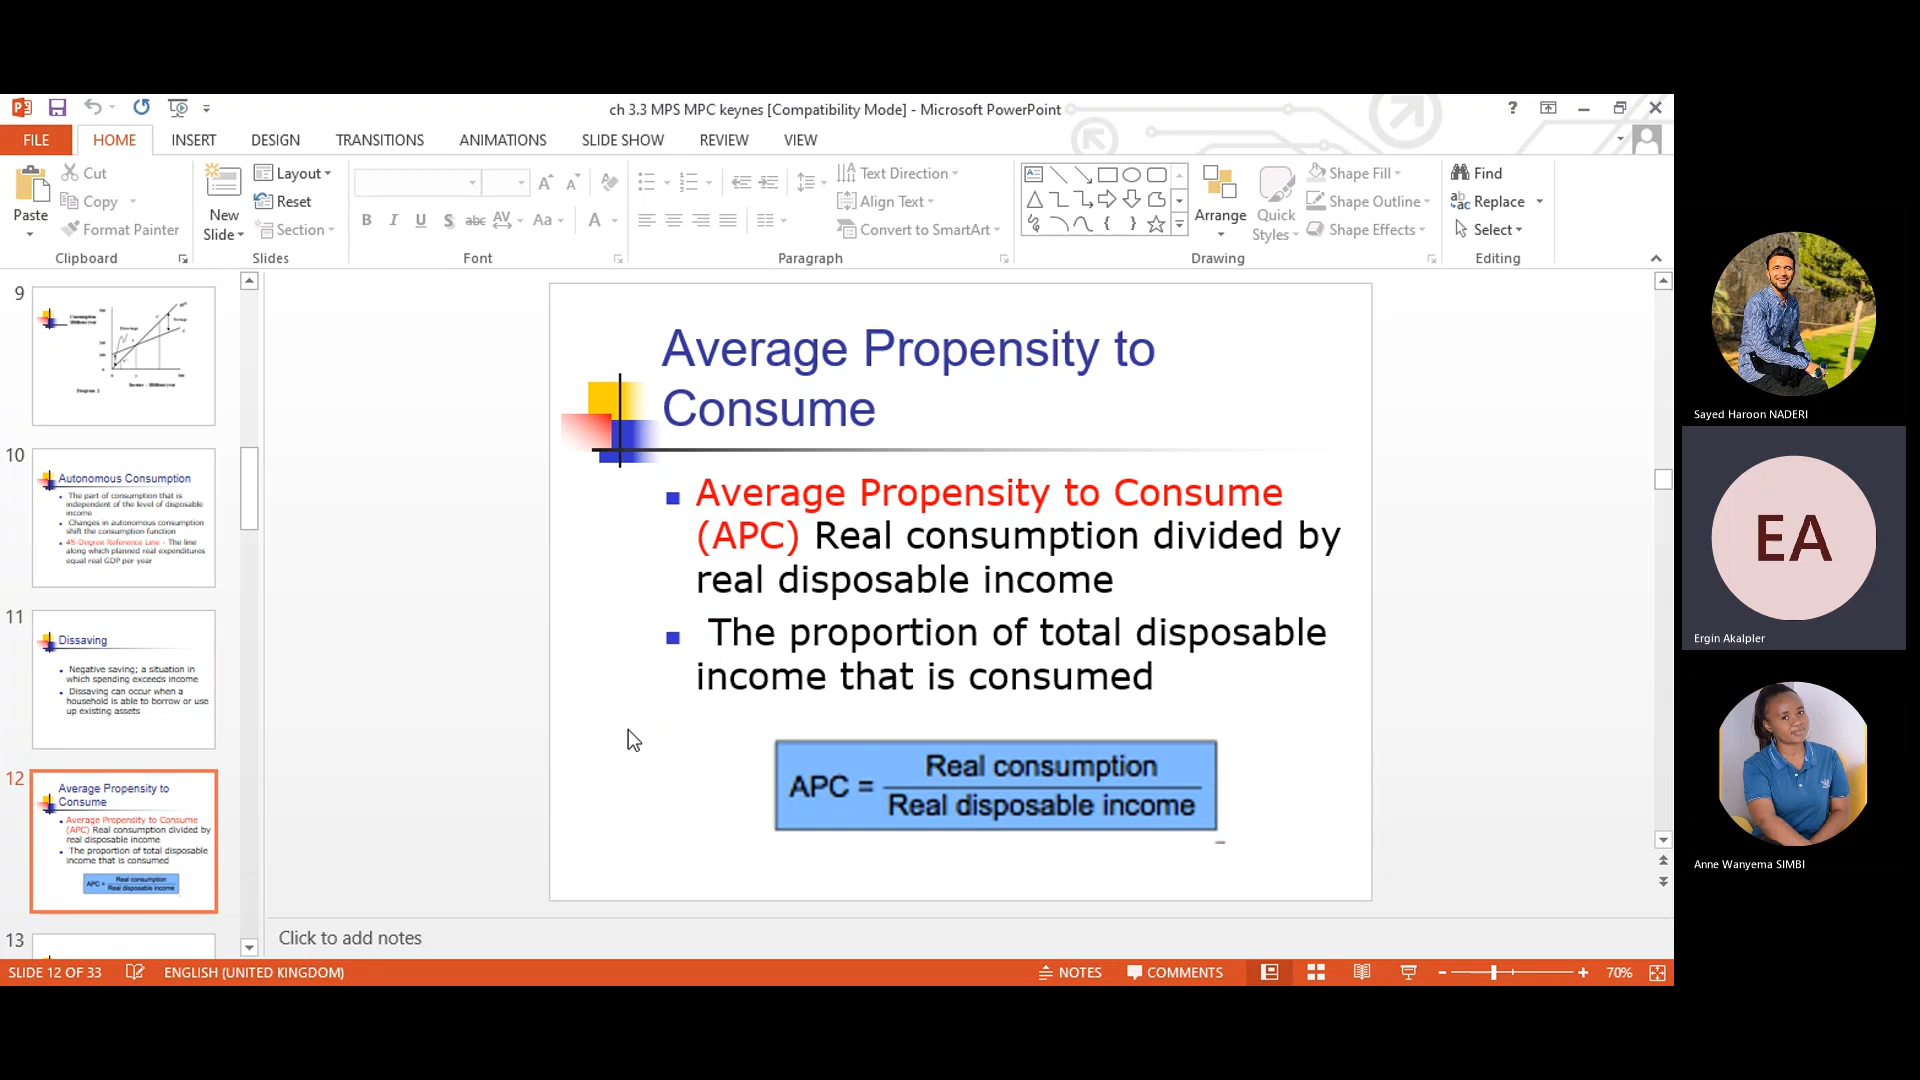 ch 3.3 MPS MPC keynes [Compatibility Mode] - Microsoft PowerPoint
FILE HOME INSERT DESIGN TRANSITIONS ANIMATIONS SLIDE SHOW REVIEW VIEW
Paste
Cut
Copy
Format Painter
Clipboard
New
Slide
Layout
Reset
Section
Slides
B I U S abc AV Aa A
Font
Text Direction
Align Text
Convert to SmartArt
Paragraph
Arrange
Quick
Styles
Shape Fill
Shape Outline
Shape Effects
Drawing
Find
Replace
Select
Editing
9
Consumption
Diagram 2
10
Autonomous Consumption
The part of consumption that is
independent of the level of disposable
income
Changes in autonomous consumption
shift the consumption function
45-Degree Reference Line - The line
along which planned real expenditures
equal real GDP per year
11
Dissaving
Negative saving; a situation in
which spending exceeds income
Dissaving can occur when a
household is able to borrow or use
up existing assets
12
Average Propensity to
Consume
Average Propensity to Consume
(APC) Real consumption divided by
real disposable income
The proportion of total disposable
income that is consumed
APC = Real consumption
Real disposable income
13
Average Propensity to
Consume
Average Propensity to Consume
(APC) Real consumption divided by
real disposable income
The proportion of total disposable
income that is consumed
Real consumption
APC =
Real disposable income
Click to add notes
SLIDE 12 OF 33 ENGLISH (UNITED KINGDOM) NOTES COMMENTS 70%
Sayed Haroon NADERI
EA
Ergin Akalpler
Anne Wanyema SIMBI